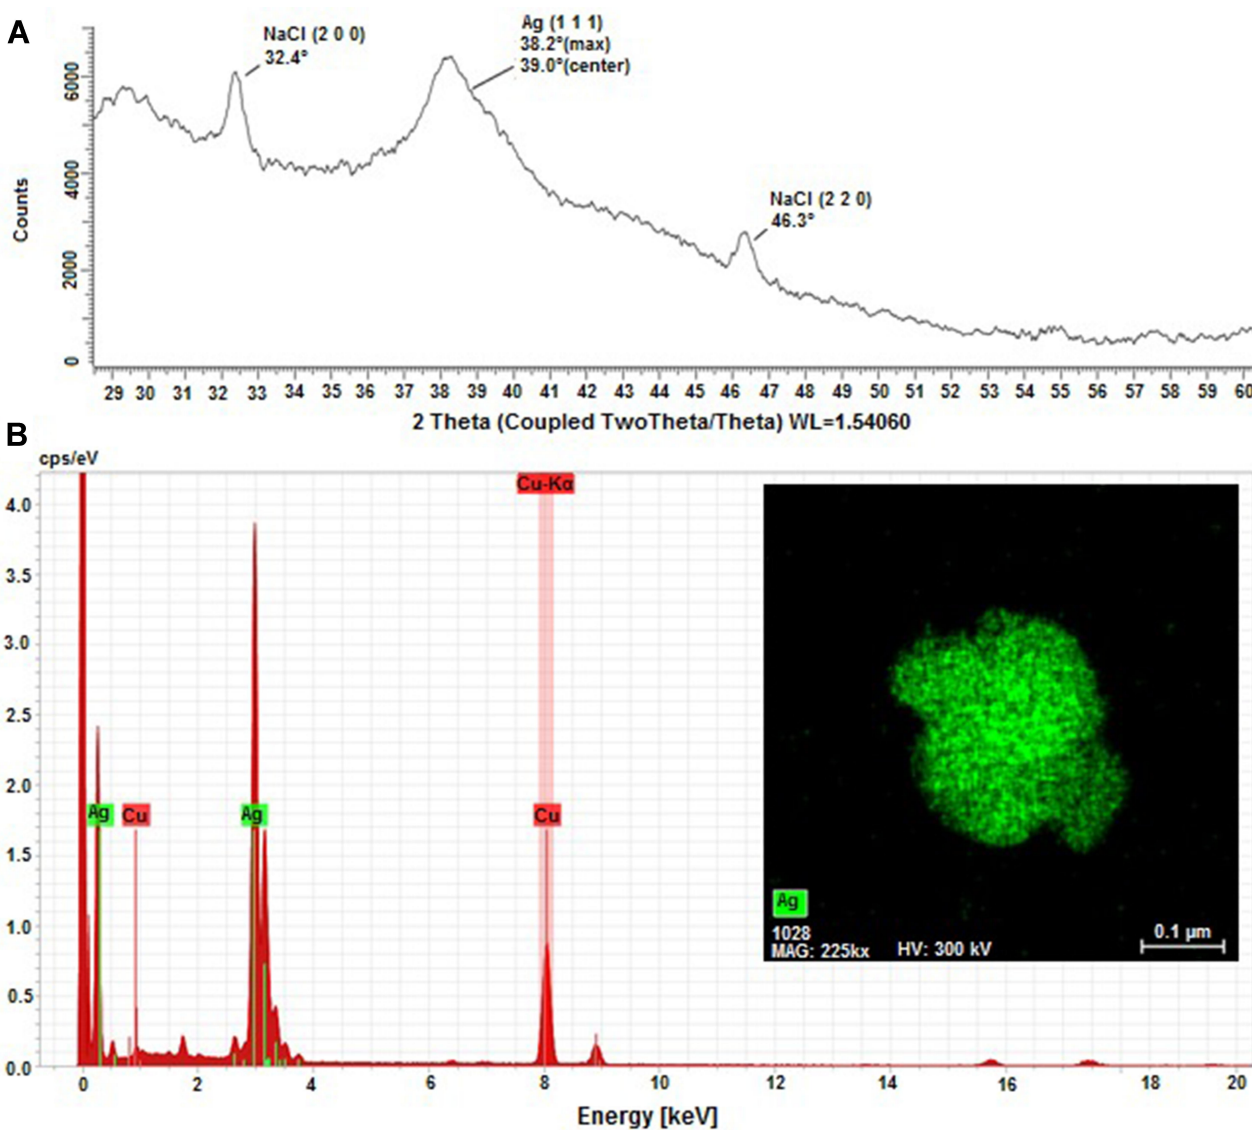 A
NaCl (2 0 0)
32.4°
Ag (1 1 1)
38.2°(max)
39.0°(center)
NaCl (2 2 0)
46.3°
Counts
6000
4000
2000
0
29 30 31 32 33 34 35 36 37 38 39 40 41 42 43 44 45 46 47 48 49 50 51 52 53 54 55 56 57 58 59 60
2 Theta (Coupled TwoTheta/Theta) WL=1.54060
B
cps/eV
Cu-Kα
4.0
3.5
3.0
2.5
2.0
1.5
1.0
0.5
0.0
Ag Cu Ag Cu
Ag
1028
MAG: 225kx HV: 300 kV
0.1 µm
0 2 4 6 8 10 12 14 16 18 20
Energy [keV]